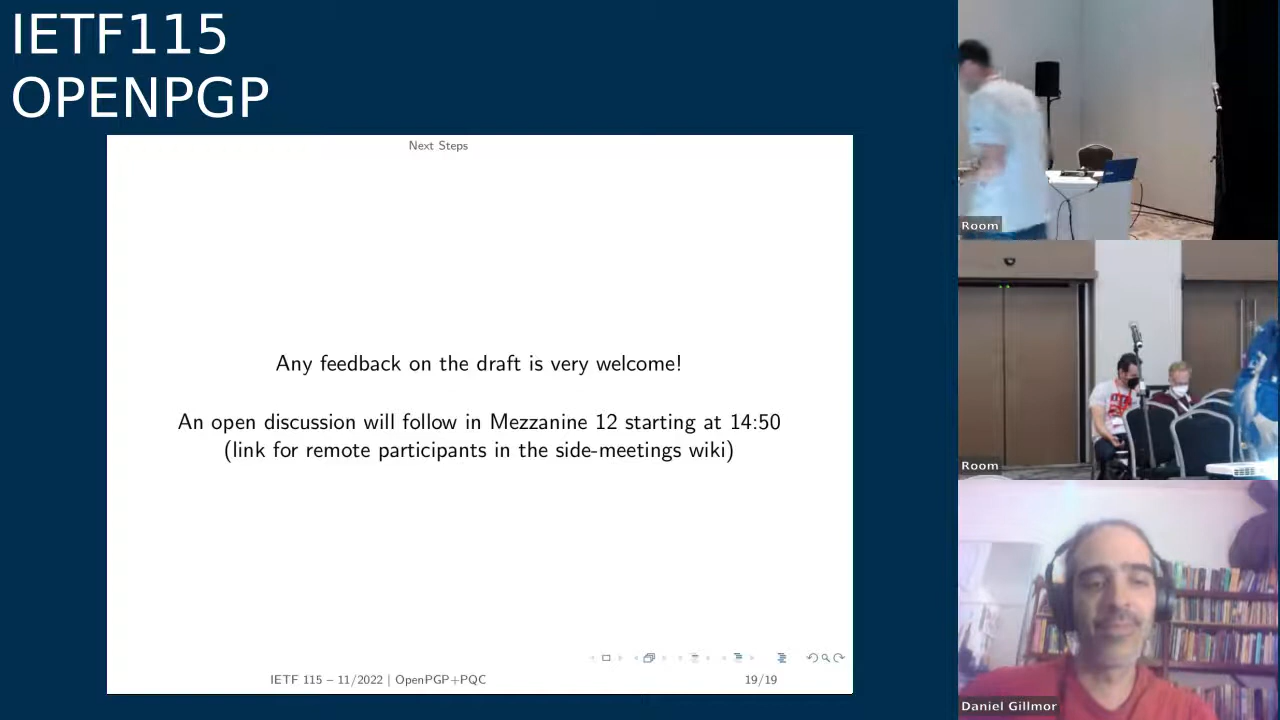 IETF115
OPENPGP
Next Steps
Any feedback on the draft is very welcome!
An open discussion will follow in Mezzanine 12 starting at 14:50
(link for remote participants in the side-meetings wiki)
IETF 115 – 11/2022 | OpenPGP+PQC
19/19
Room
Room
Daniel Gillmor